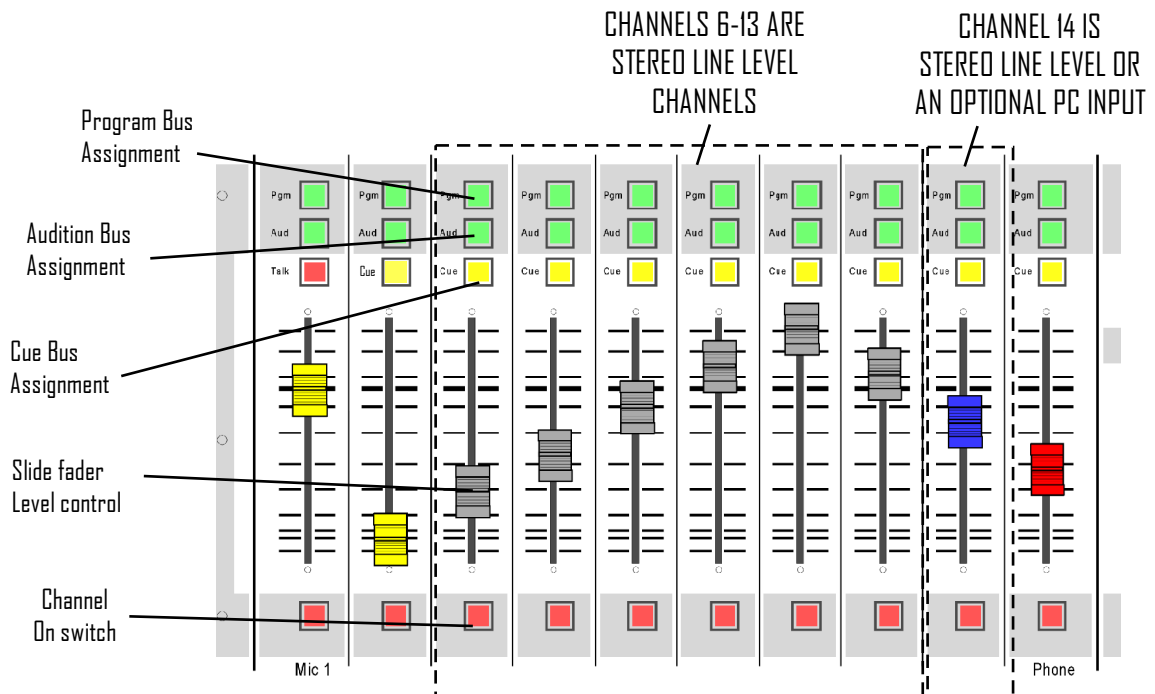 CHANNELS 6-13 ARE
STEREO LINE LEVEL
CHANNELS
CHANNEL 14 IS
STEREO LINE LEVEL OR
AN OPTIONAL PC INPUT
Program Bus
Assignment
Audition Bus
Assignment
Cue Bus
Assignment
Slide fader
Level control
Channel
On switch
Pgm Pgm Pgm Pgm Pgm Pgm Pgm Pgm Pgm Pgm
Aud Aud Aud Aud Aud Aud Aud Aud Aud Aud
Talk Cue Cue Cue Cue Cue Cue Cue Cue Cue
Mic 1 Phone